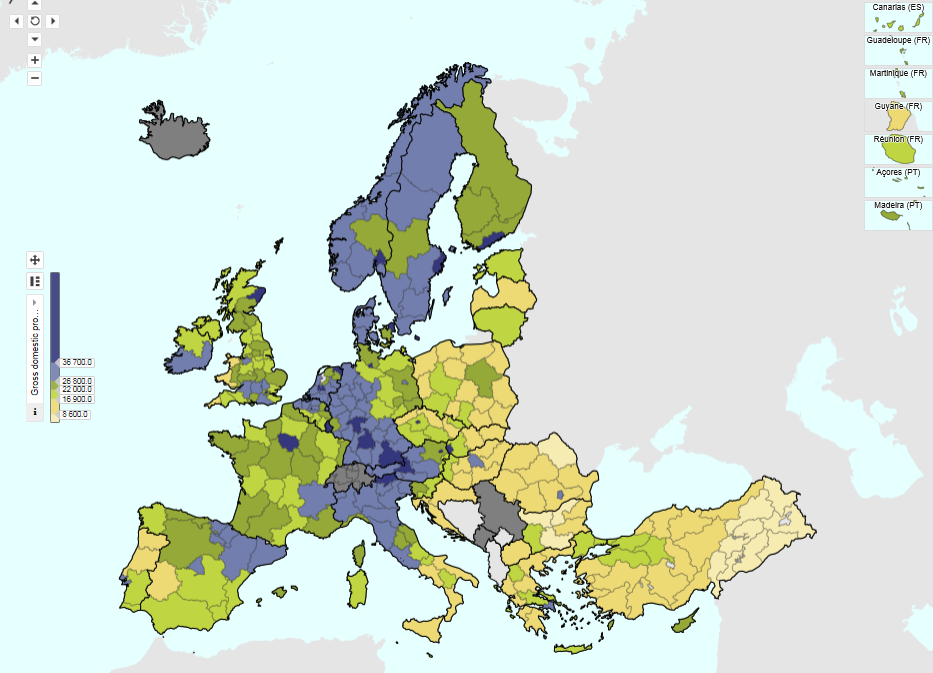 Canarias (ES)
Guadeloupe (FR)
Martinique (FR)
Guyane (FR)
Réunion (FR)
Açores (PT)
Madeira (PT)
Gross domestic pro...
36 700.0
26 800.0
22 000.0
16 900.0
8 600.0
i